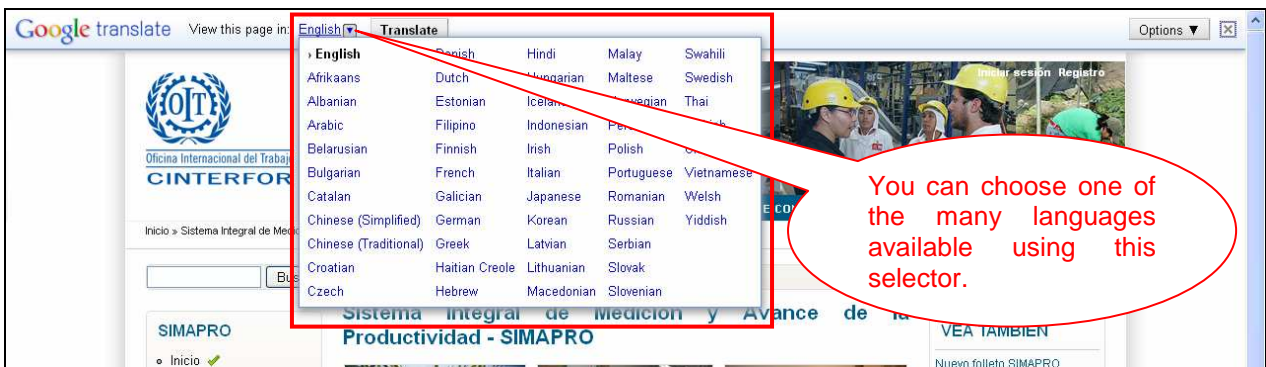 Google translate View this page in: English Translate Options ▼
› English Danish Hindi Malay Swahili
Afrikaans Dutch Hungarian Maltese Swedish
Albanian Estonian Norwegian Thai
Arabic Filipino Indonesian
Belarusian Finnish Irish Polish
Bulgarian French Italian Portuguese Vietnamese
Catalan Galician Japanese Romanian Welsh
Chinese (Simplified) German Korean Russian Yiddish
Chinese (Traditional) Greek Latvian Serbian
Croatian Haitian Creole Lithuanian Slovak
Czech Hebrew Macedonian Slovenian
Iniciar sesión Registro
OIT
Oficina Internacional del
CINTERFOR
Inicio » Sistema Integral de
SIMAPRO
Inicio
Sistema Integral de Medición y Avance de la
Productividad - SIMAPRO
VEA TAMBIÉN
Nuevo folleto SIMAPRO
You can choose one of
the many languages
available using this
selector.